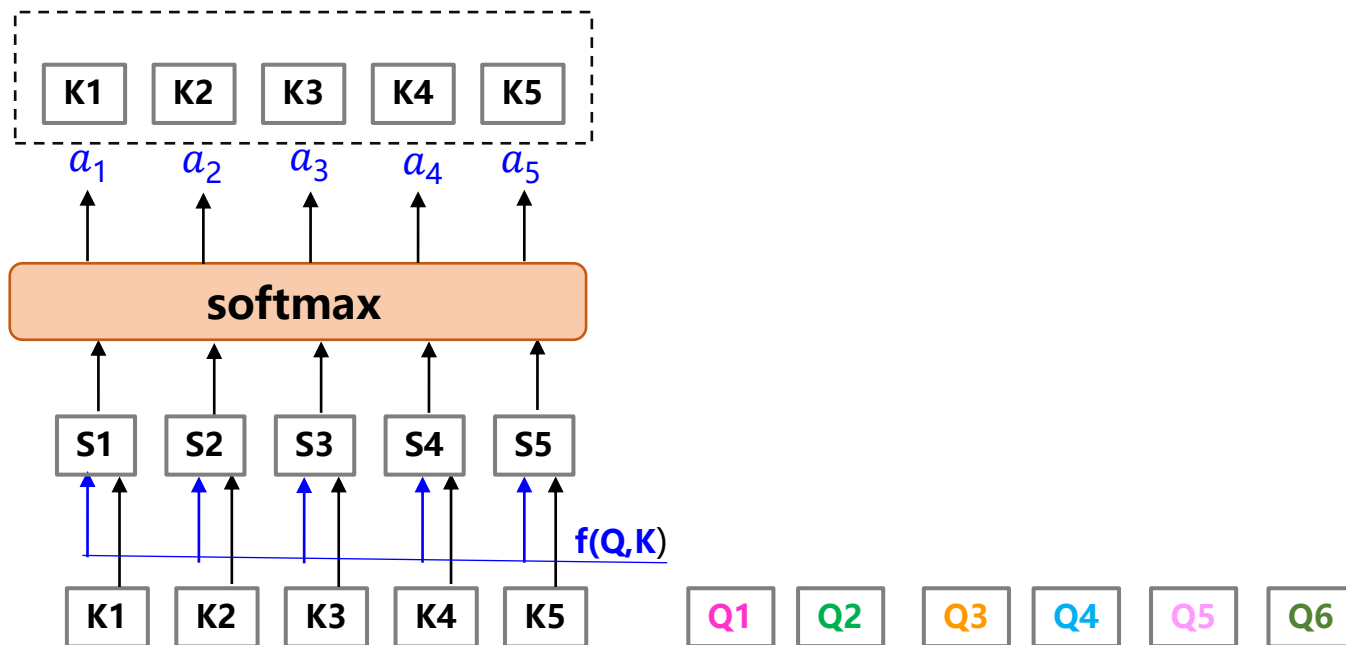 K1 K2 K3 K4 K5
a₁ a₂ a₃ a₄ a₅
softmax
S1 S2 S3 S4 S5
f(Q,K)
K1 K2 K3 K4 K5 Q1 Q2 Q3 Q4 Q5 Q6